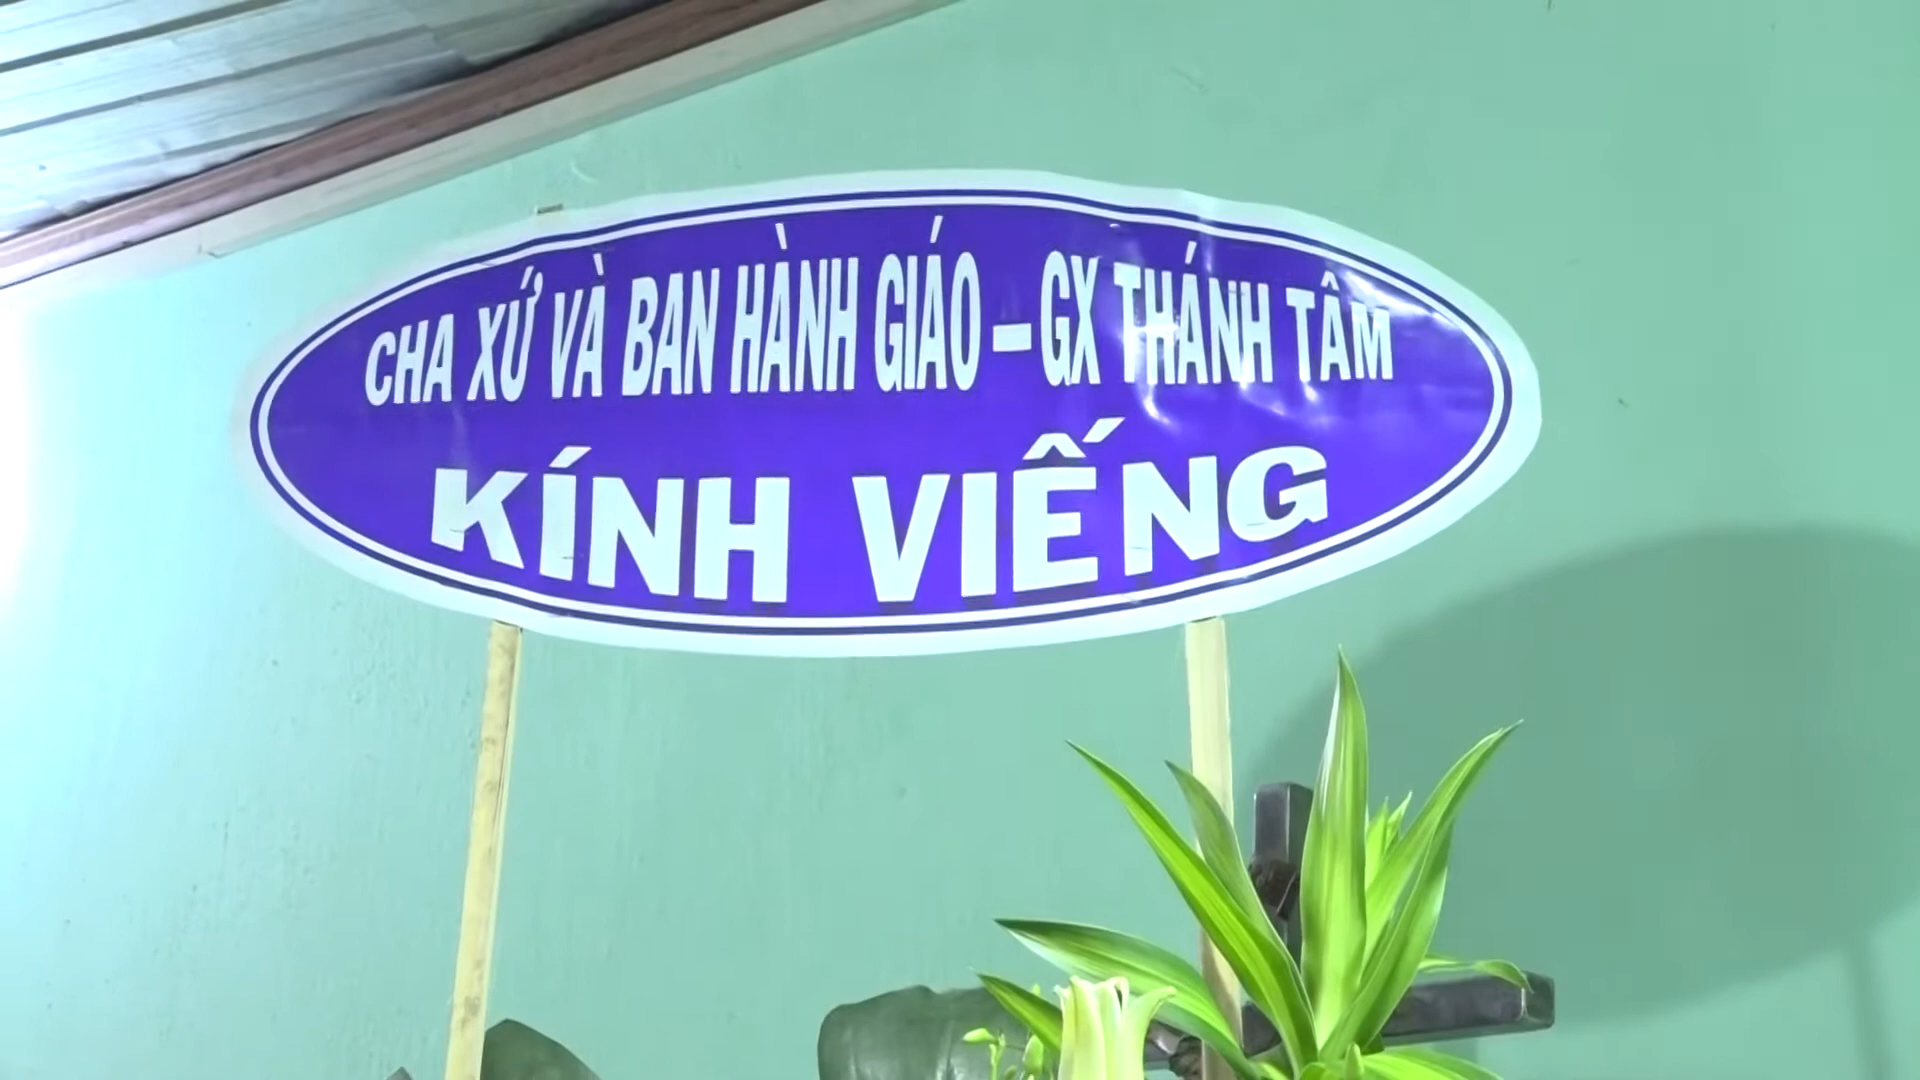 CHA XỨ VÀ BAN HÀNH GIÁO - GX THÁNH TÂM
KÍNH VIẾNG